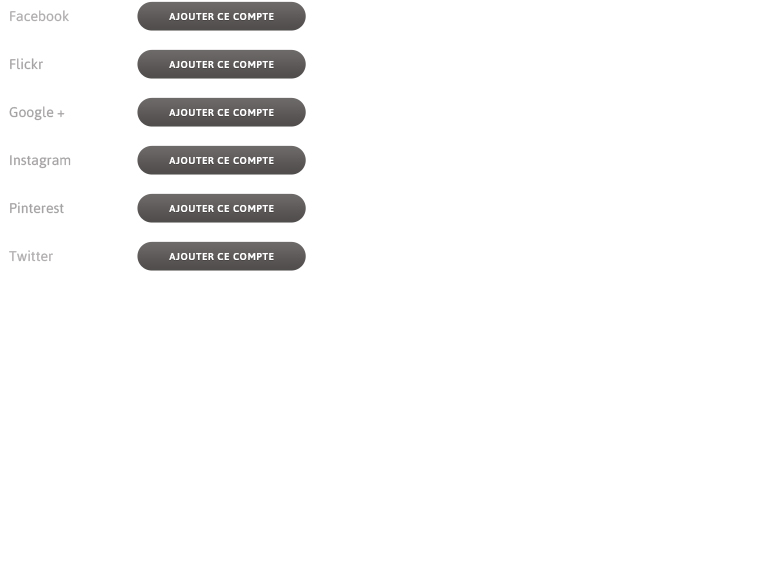 Facebook AJOUTER CE COMPTE
Flickr AJOUTER CE COMPTE
Google + AJOUTER CE COMPTE
Instagram AJOUTER CE COMPTE
Pinterest AJOUTER CE COMPTE
Twitter AJOUTER CE COMPTE